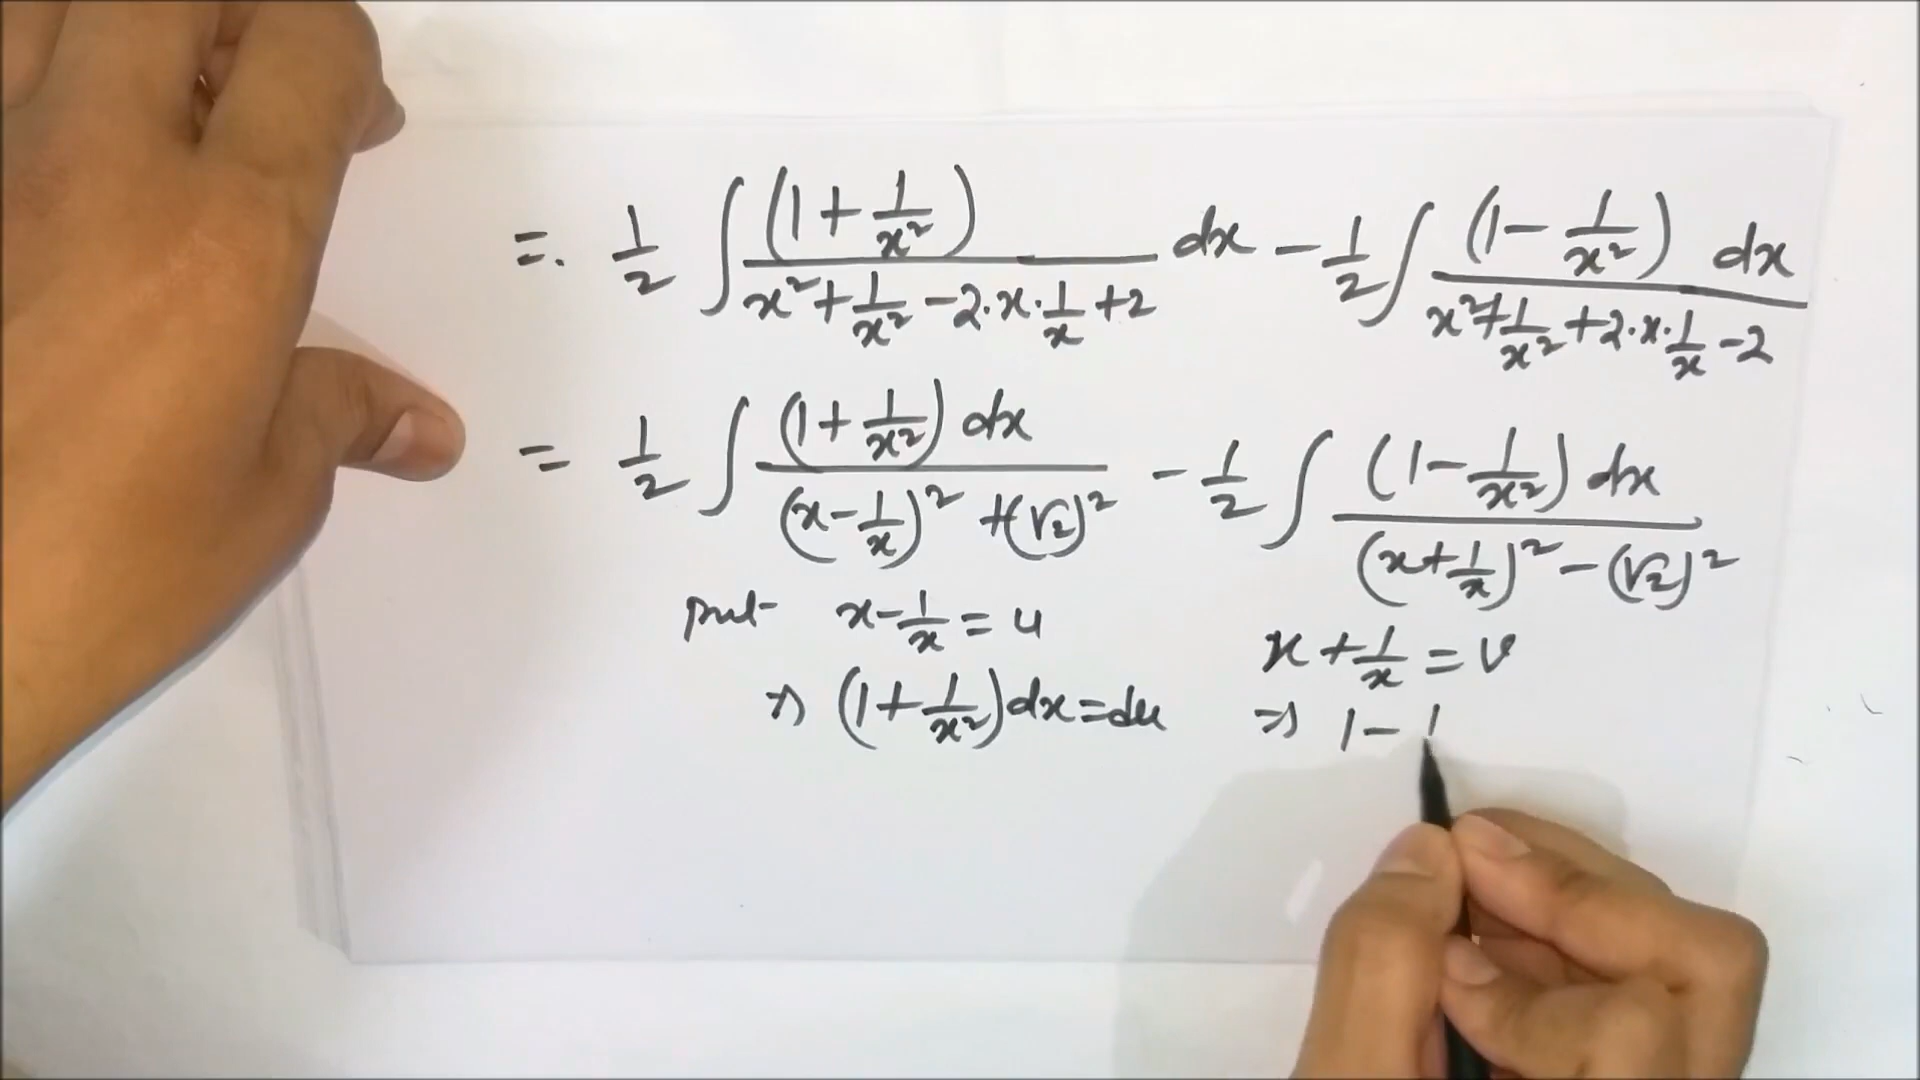 =. 1/2 ∫ (1 + 1/x²) / (x² + 1/x² - 2·x·1/x + 2) dx - 1/2 ∫ (1 - 1/x²) dx / (x² + 1/x² + 2·x·1/x - 2)
= 1/2 ∫ (1 + 1/x²) dx / ((x - 1/x)² + (√2)²) - 1/2 ∫ (1 - 1/x²) dx / ((x + 1/x)² - (√2)²)
put x - 1/x = u x + 1/x = v
⇒ (1 + 1/x²) dx = du ⇒ 1 - 1